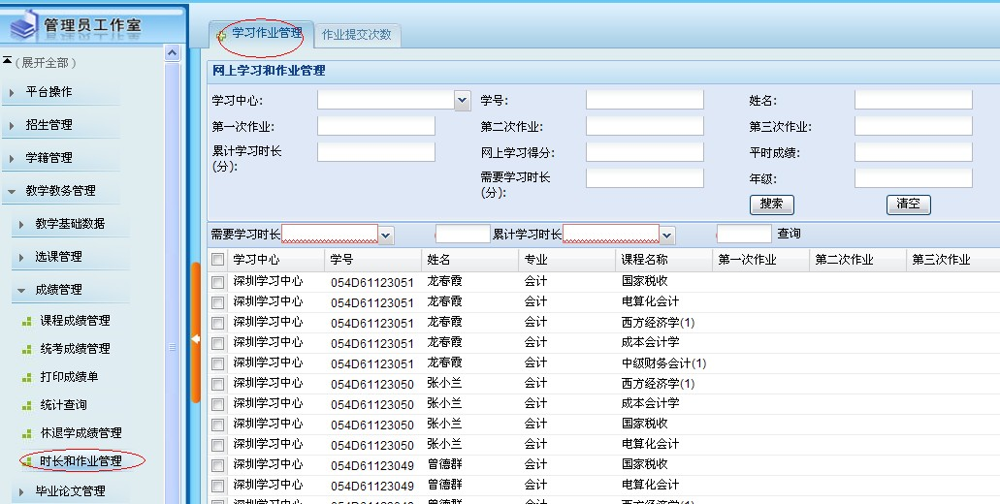 管理员工作室
(展开全部)
平台操作
招生管理
学籍管理
教学教务管理
教学基础数据
选课管理
成绩管理
课程成绩管理
统考成绩管理
打印成绩单
统计查询
休退学成绩管理
时长和作业管理
毕业论文管理
学习作业管理 作业提交次数
网上学习和作业管理
学习中心: 学号: 姓名:
第一次作业: 第二次作业: 第三次作业:
累计学习时长(分): 网上学习得分: 平时成绩:
需要学习时长(分): 年级:
搜索 清空
需要学习时长 累计学习时长 查询
学习中心 学号 姓名 专业 课程名称 第一次作业 第二次作业 第三次作业
深圳学习中心 054D61123051 龙春霞 会计 国家税收
深圳学习中心 054D61123051 龙春霞 会计 电算化会计
深圳学习中心 054D61123051 龙春霞 会计 西方经济学(1)
深圳学习中心 054D61123051 龙春霞 会计 成本会计学
深圳学习中心 054D61123051 龙春霞 会计 中级财务会计(1)
深圳学习中心 054D61123050 张小兰 会计 西方经济学(1)
深圳学习中心 054D61123050 张小兰 会计 成本会计学
深圳学习中心 054D61123050 张小兰 会计 国家税收
深圳学习中心 054D61123050 张小兰 会计 电算化会计
深圳学习中心 054D61123049 曾德群 会计 国家税收
深圳学习中心 054D61123049 曾德群 会计 电算化会计
深圳学习中心 054D61123049 曾德群 会计 西方经济学(1)